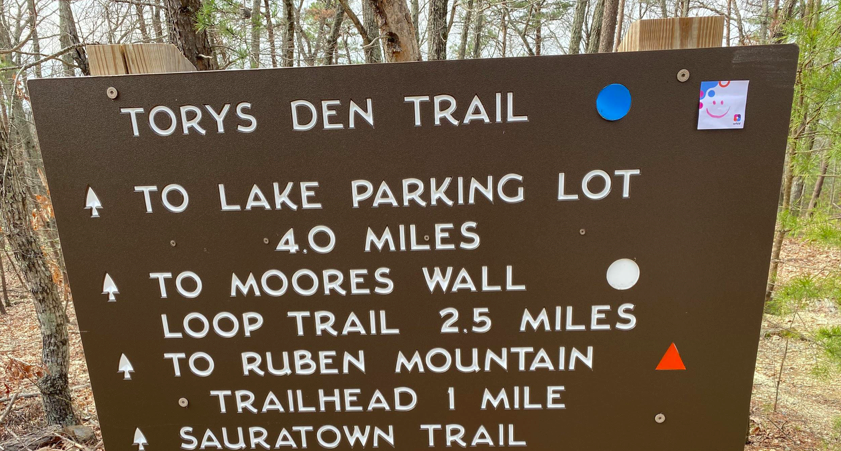 TORYS DEN TRAIL
TO LAKE PARKING LOT
4.0 MILES
TO MOORES WALL
LOOP TRAIL 2.5 MILES
TO RUBEN MOUNTAIN
TRAILHEAD 1 MILE
SAURATOWN TRAIL